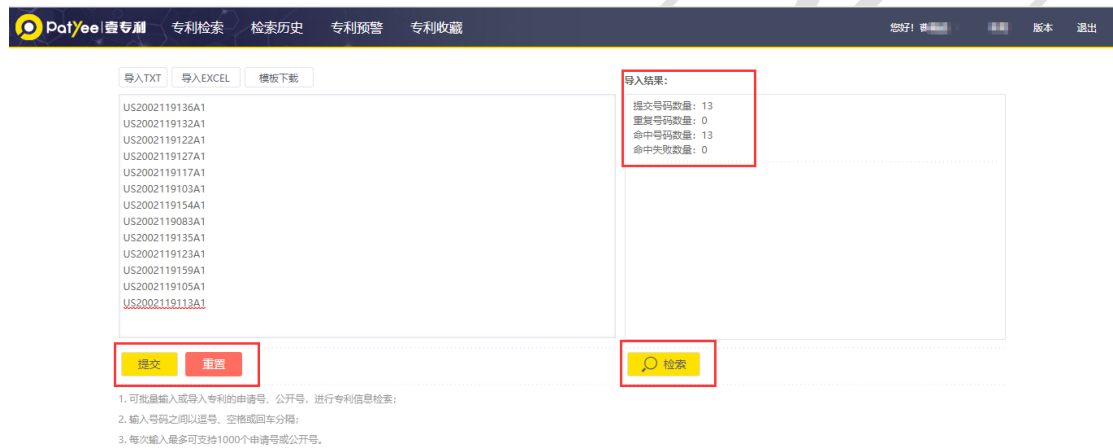 PatYee|壹专利 专利检索 检索历史 专利预警 专利收藏 您好! 版本 退出
导入TXT 导入EXCEL 模板下载
导入结果:
US2002119136A1
US2002119132A1
US2002119122A1
US2002119127A1
US2002119117A1
US2002119103A1
US2002119154A1
US2002119083A1
US2002119135A1
US2002119123A1
US2002119159A1
US2002119105A1
US2002119113A1
提交号码数量: 13
重复号码数量: 0
命中号码数量: 13
命中失败数量: 0
提交 重置
检索
1. 可批量输入或导入专利的申请号、公开号，进行专利信息检索;
2. 输入号码之间以逗号、空格或回车分隔;
3. 每次输入最多可支持1000个申请号或公开号。